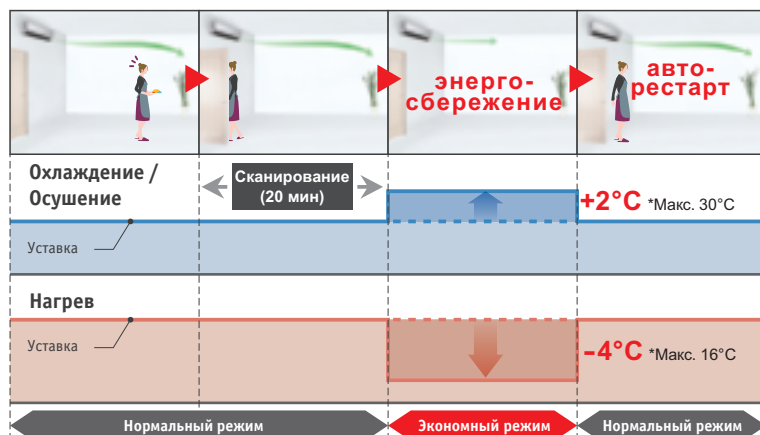 энерго-
сбережение
авто-
рестарт
Охлаждение /
Осушение
Сканирование
(20 мин)
+2°C *Макс. 30°C
Уставка
Нагрев
Уставка
-4°C *Макс. 16°C
Нормальный режим
Экономный режим
Нормальный режим